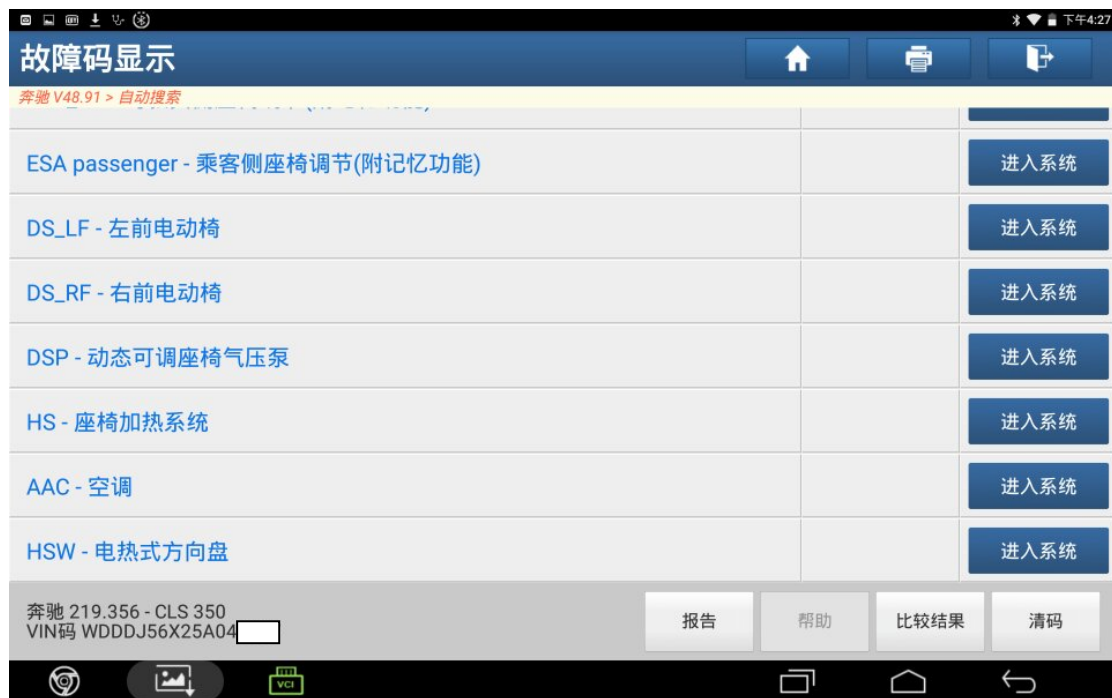 下午4:27
故障码显示
奔驰 V48.91 > 自动搜索
ESA passenger - 乘客侧座椅调节(附记忆功能)
进入系统
DS_LF - 左前电动椅
进入系统
DS_RF - 右前电动椅
进入系统
DSP - 动态可调座椅气压泵
进入系统
HS - 座椅加热系统
进入系统
AAC - 空调
进入系统
HSW - 电热式方向盘
进入系统
奔驰 219.356 - CLS 350
VIN码 WDDDJ56X25A04
报告
帮助
比较结果
清码
VCI